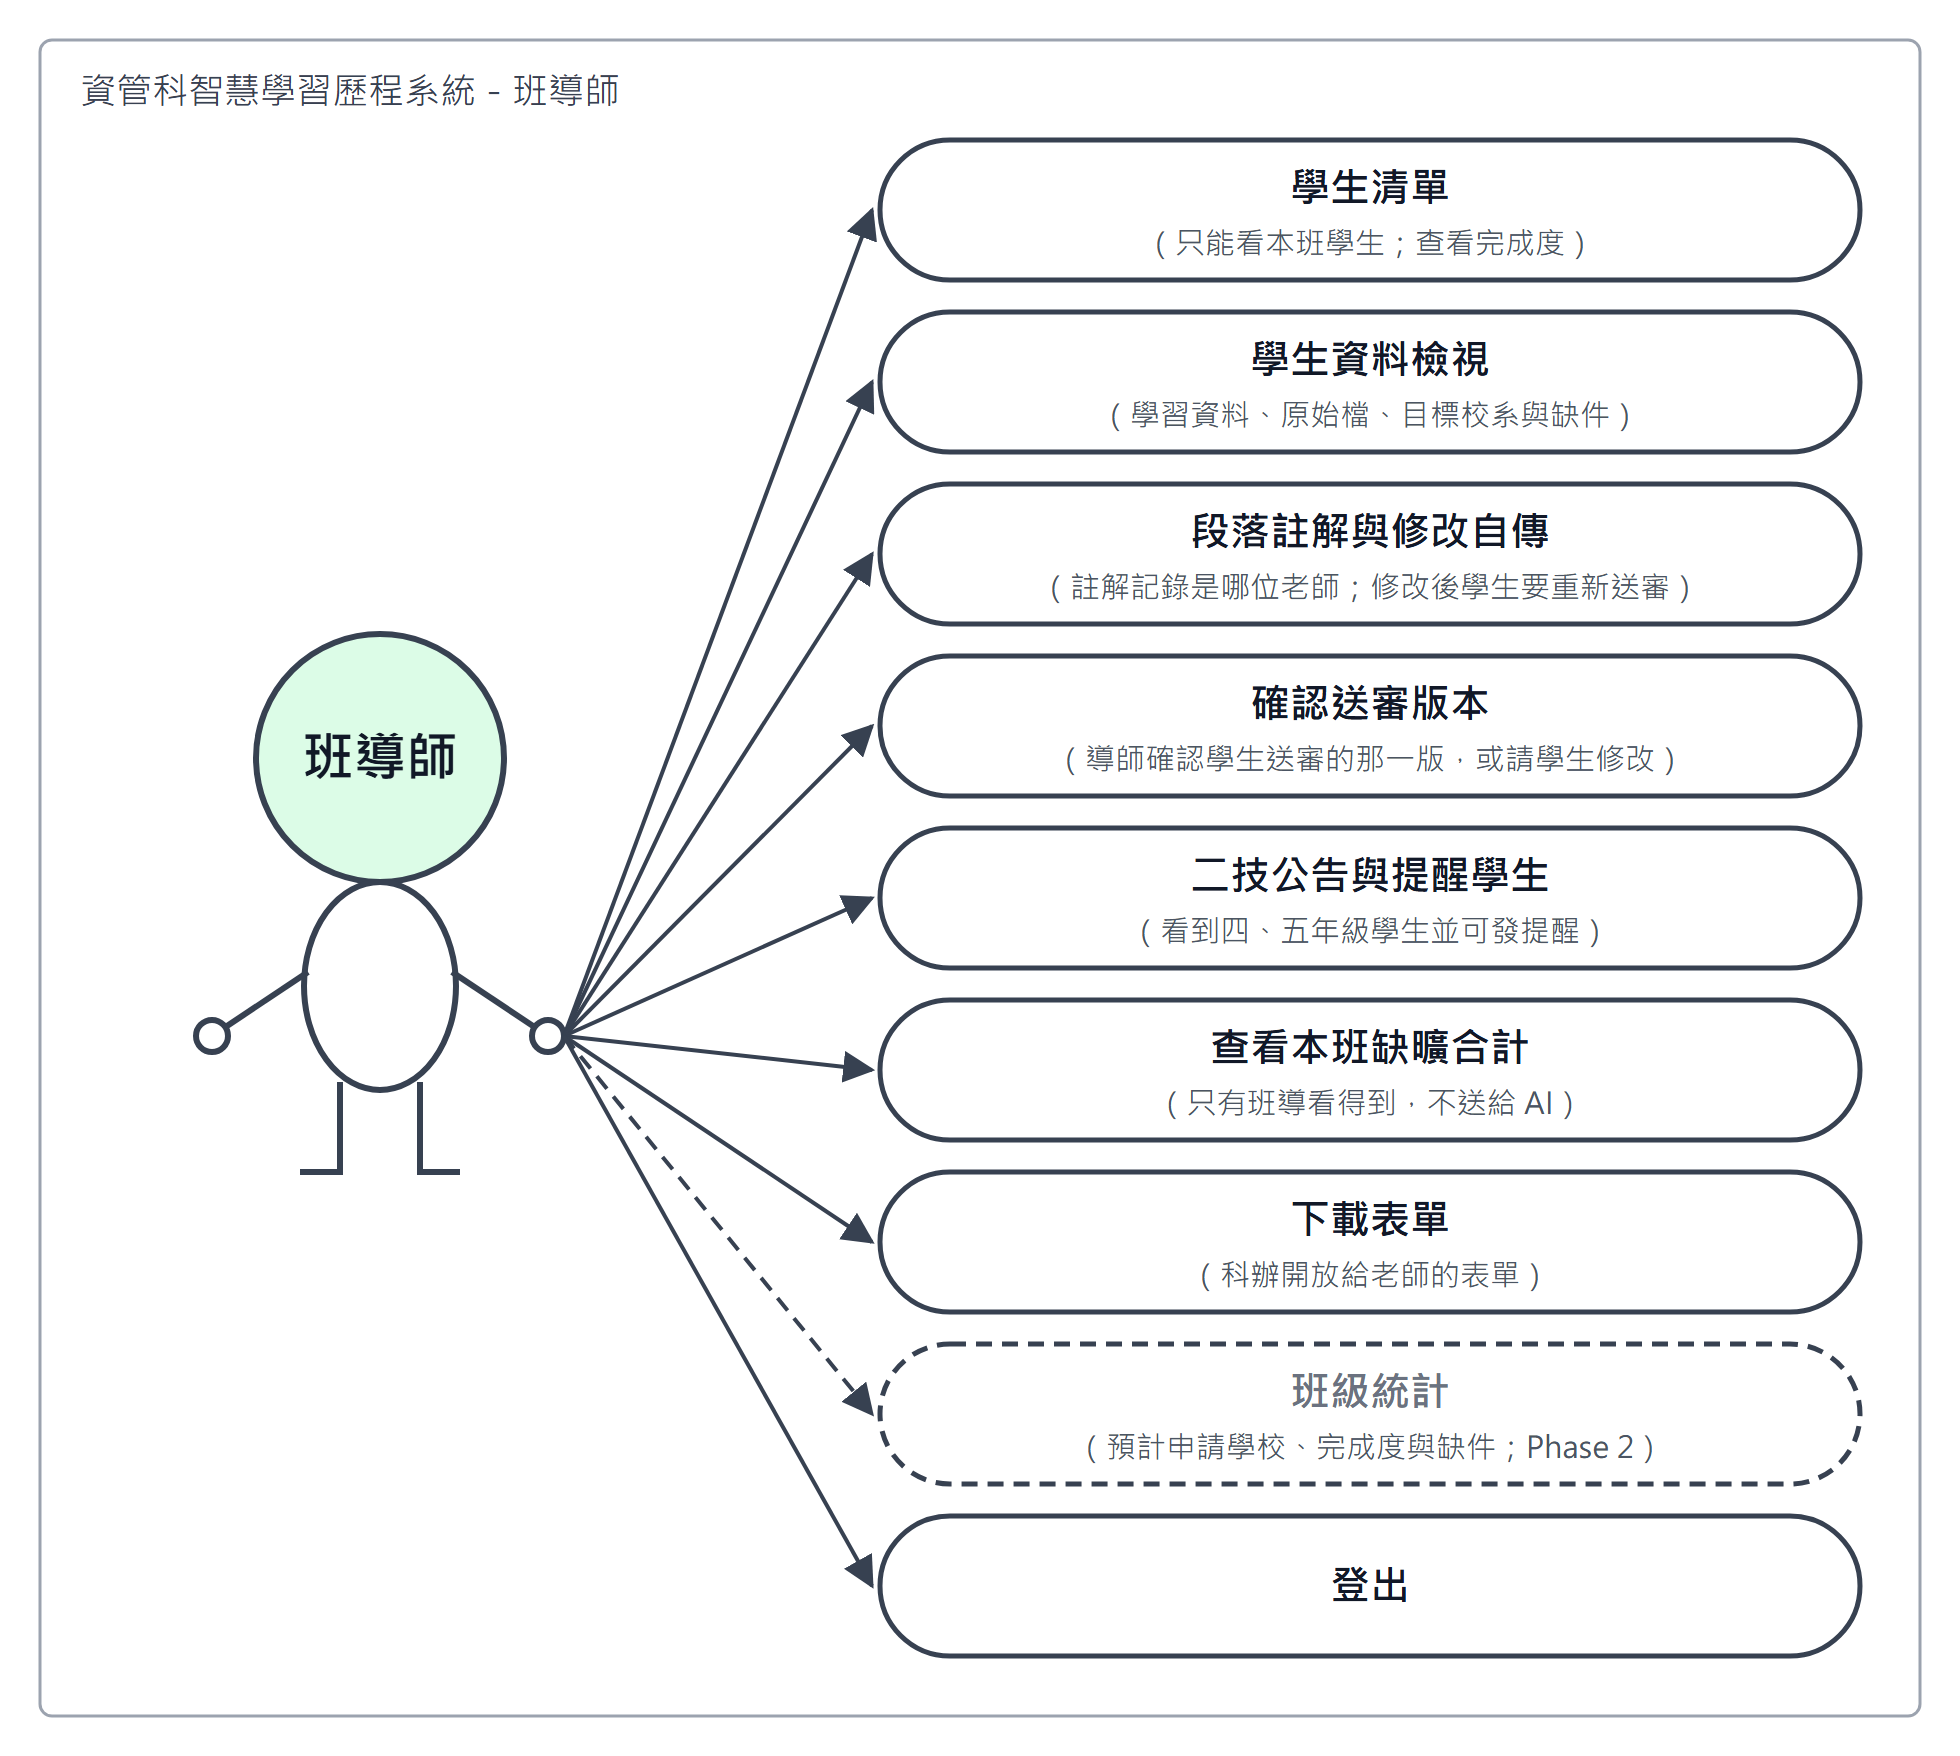 資管科智慧學習歷程系統 - 班導師
學生清單
( 只能看本班學生；查看完成度 )
學生資料檢視
( 學習資料、原始檔、目標校系與缺件 )
段落註解與修改自傳
( 註解記錄是哪位老師；修改後學生要重新送審 )
確認送審版本
( 導師確認學生送審的那一版，或請學生修改 )
班導師
二技公告與提醒學生
( 看到四、五年級學生並可發提醒 )
查看本班缺曠合計
( 只有班導看得到，不送給 AI )
下載表單
( 科辦開放給老師的表單 )
班級統計
( 預計申請學校、完成度與缺件；Phase 2 )
登出